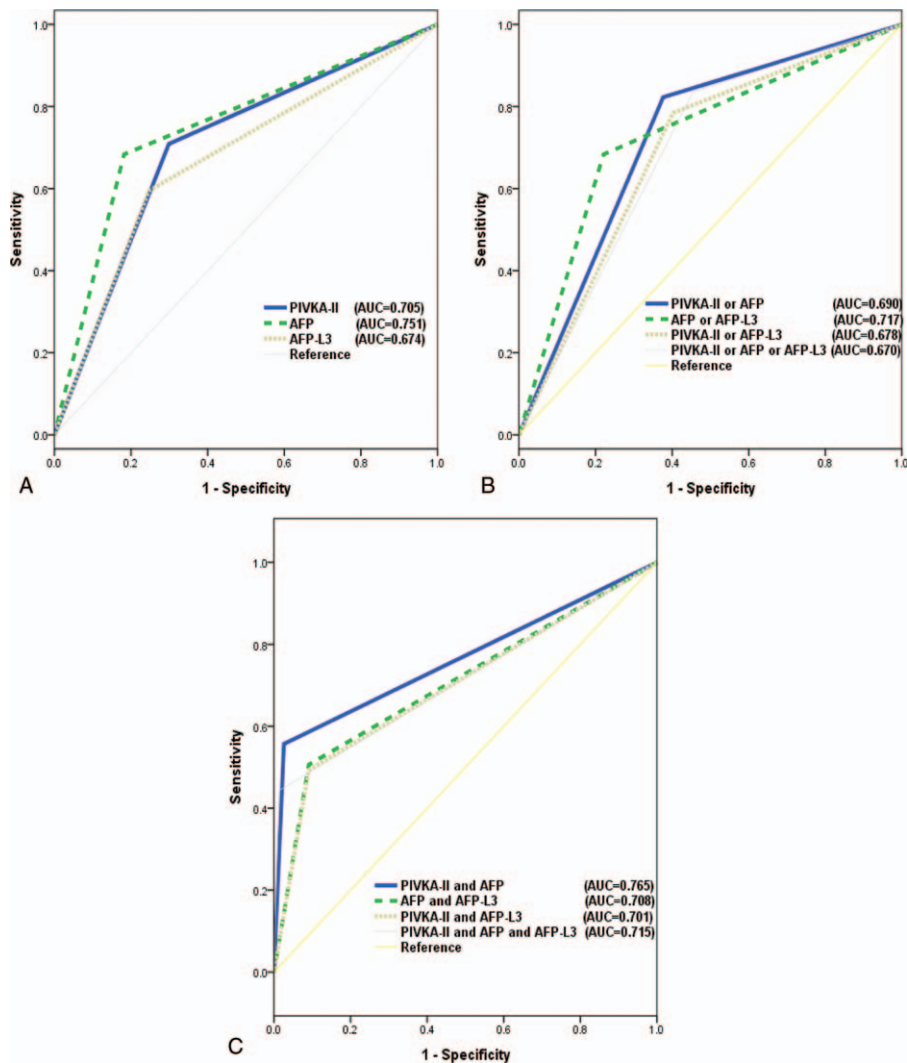 1.0
0.8
0.6
0.4
0.2
0.0
Sensitivity
PIVKA-II (AUC=0.705)
AFP (AUC=0.751)
AFP-L3 (AUC=0.674)
Reference
0.0 0.2 0.4 0.6 0.8 1.0
1 - Specificity
A
1.0
0.8
0.6
0.4
0.2
0.0
Sensitivity
PIVKA-II or AFP (AUC=0.690)
AFP or AFP-L3 (AUC=0.717)
PIVKA-II or AFP-L3 (AUC=0.678)
PIVKA-II or AFP or AFP-L3 (AUC=0.670)
Reference
0.0 0.2 0.4 0.6 0.8 1.0
1 - Specificity
B
1.0
0.8
0.6
0.4
0.2
0.0
Sensitivity
PIVKA-II and AFP (AUC=0.765)
AFP and AFP-L3 (AUC=0.708)
PIVKA-II and AFP-L3 (AUC=0.701)
PIVKA-II and AFP and AFP-L3 (AUC=0.715)
Reference
0.0 0.2 0.4 0.6 0.8 1.0
1 - Specificity
C